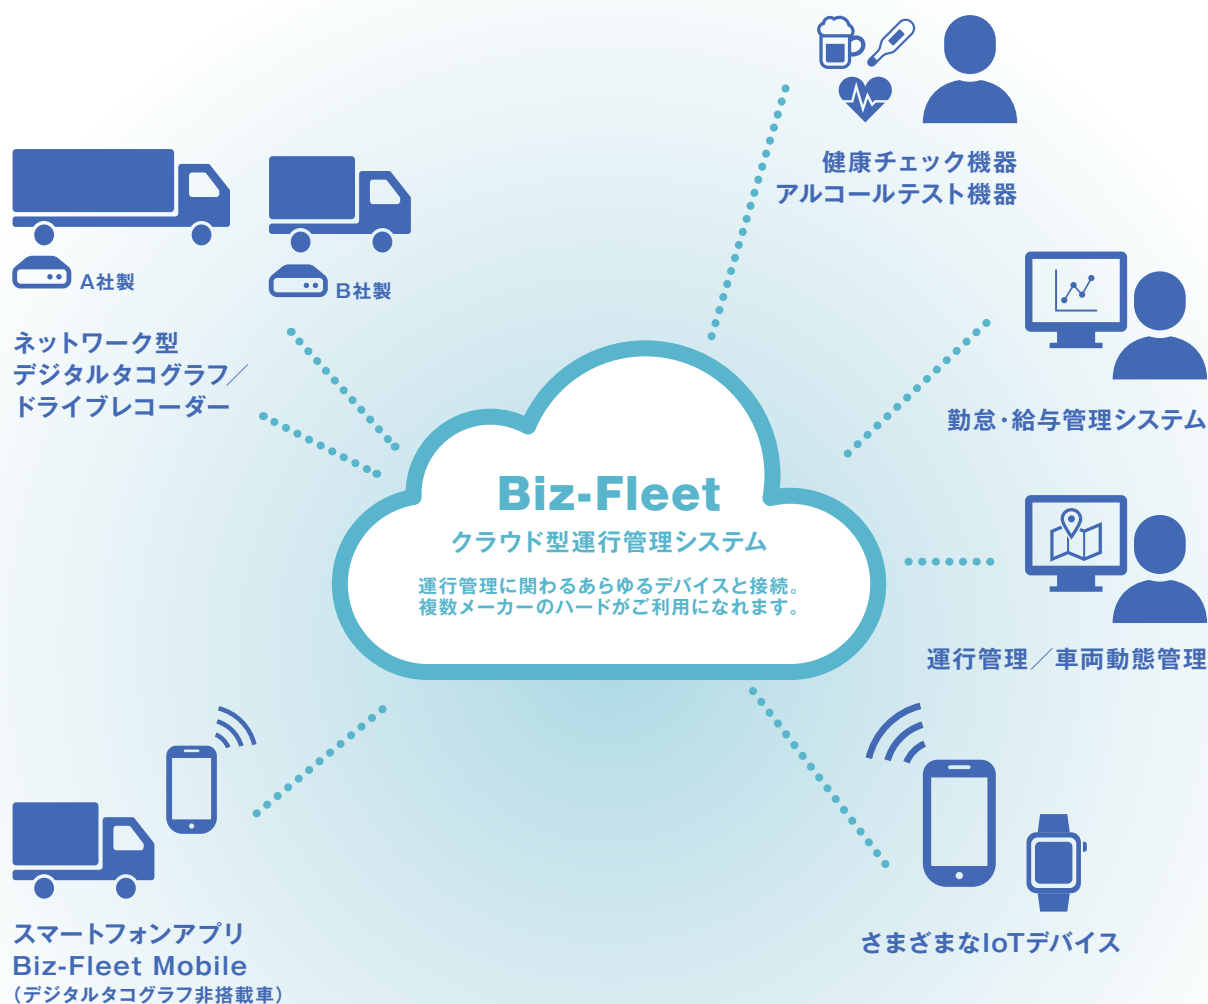 健康チェック機器
アルコールテスト機器
A社製
B社製
ネットワーク型
デジタルタコグラフ／
ドライブレコーダー
勤怠・給与管理システム
Biz-Fleet
クラウド型運行管理システム
運行管理に関わるあらゆるデバイスと接続。
複数メーカーのハードがご利用になれます。
運行管理／車両動態管理
スマートフォンアプリ
Biz-Fleet Mobile
（デジタルタコグラフ非搭載車）
さまざまなIoTデバイス